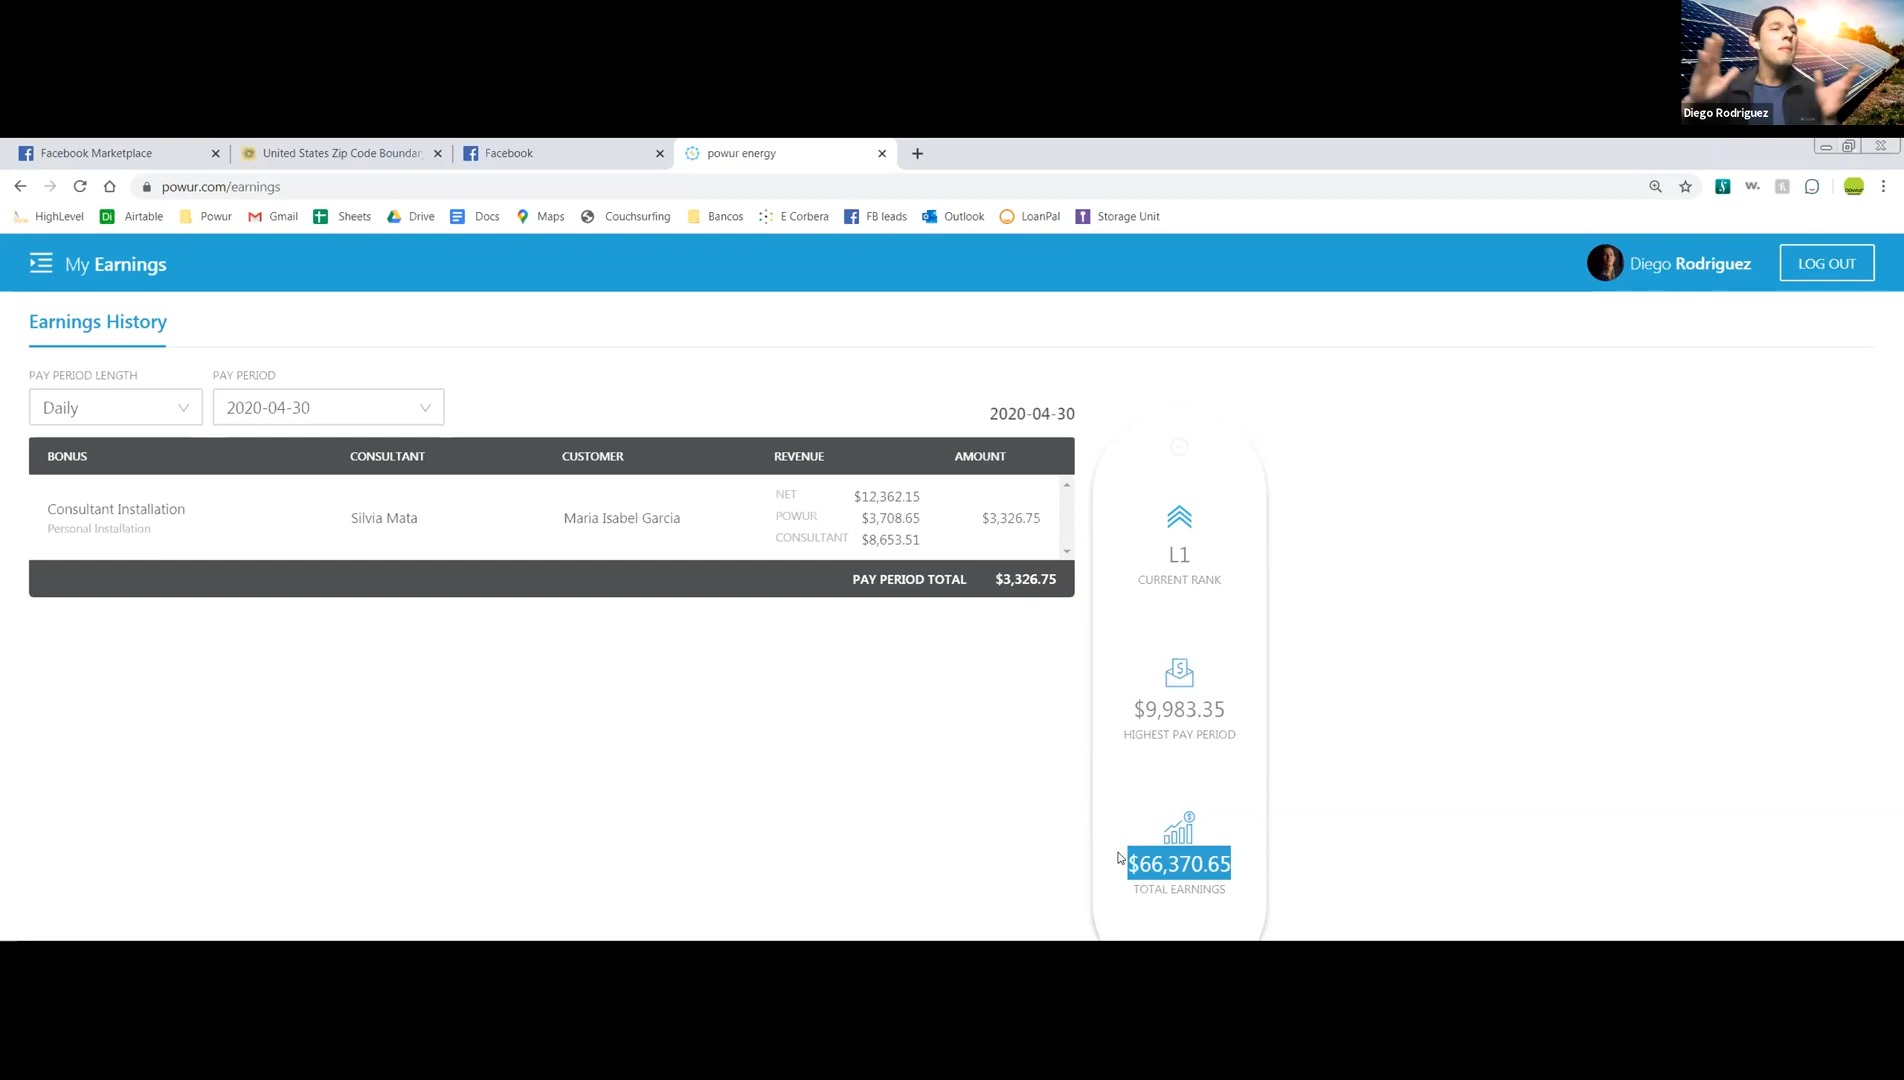 Diego Rodriguez
Facebook Marketplace
United States Zip Code Boundar
Facebook
powur energy
powur.com/earnings
HighLevel
Di Airtable
Powur
Gmail
Sheets
Drive
Docs
Maps
Couchsurfing
Bancos
E Corbera
FB leads
Outlook
LoanPal
Storage Unit
My Earnings
Diego Rodriguez
LOG OUT
Earnings History
PAY PERIOD LENGTH PAY PERIOD
Daily 2020-04-30
2020-04-30
BONUS CONSULTANT CUSTOMER REVENUE AMOUNT
Consultant Installation
Personal Installation
Silvia Mata
Maria Isabel Garcia
NET $12,362.15
POWUR $3,708.65
CONSULTANT $8,653.51
$3,326.75
PAY PERIOD TOTAL $3,326.75
L1
CURRENT RANK
$9,983.35
HIGHEST PAY PERIOD
$66,370.65
TOTAL EARNINGS